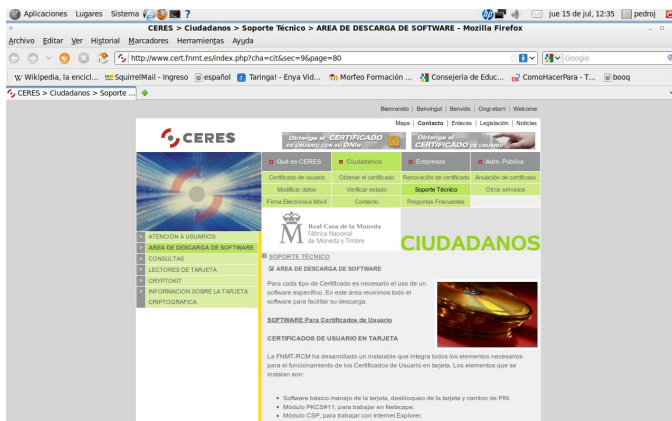 Aplicaciones Lugares Sistema ? jue 15 de jul, 12:35 pedroj
CERES > Ciudadanos > Soporte Técnico > AREA DE DESCARGA DE SOFTWARE - Mozilla Firefox
Archivo Editar Ver Historial Marcadores Herramientas Ayuda
http://www.cert.fnmt.es/index.php?cha=cit&sec=9&page=80 Google
Wikipedia, la encicl... SquirrelMail - Ingreso español Taringa! - Enya Vid... Morfeo Formación ... Consejeria de Educ... ComoHacerPara - T... booq
CERES > Ciudadanos > Soporte ...
Bienvenido | Benvingut | Benvido | Ongi etorri | Welcome
Mapa | Contacto | Enlaces | Legislación | Noticias
CERES
Obtenga el CERTIFICADO
DE USUARIO CON SU DNIe
Obtenga el
CERTIFICADO DE USUARIO
Qué es CERES Ciudadanos Empresas Adm. Pública
Certificado de usuario Obtener el certificado Renovación de certificado Anulación de certificado
Modificar datos Verificar estado Soporte Técnico Otros servicios
Firma Electrónica Móvil Contacto Preguntas Frecuentes
ATENCIÓN A USUARIOS
AREA DE DESCARGA DE SOFTWARE
CONSULTAS
LECTORES DE TARJETA
CRYPTOKIT
INFORMACION SOBRE LA TARJETA
CRIPTOGRAFICA
M
Real Casa de la Moneda
Fábrica Nacional
de Moneda y Timbre
CIUDADANOS
SOPORTE TÉCNICO
AREA DE DESCARGA DE SOFTWARE
Para cada tipo de Certificado es necesario el uso de un
software específico. En este área reunimos todo el
software para facilitar su descarga.
SOFTWARE Para Certificados de Usuario
CERTIFICADOS DE USUARIO EN TARJETA
La FNMT-RCM ha desarrollado un instalable que integra todos los elementos necesarios
para el funcionamiento de los Certificados de Usuario en tarjeta. Los elementos que se
instalan son:
Software básico manejo de la tarjeta, desbloqueo de la tarjeta y cambio de PIN.
Módulo PKCS#11, para trabajar en Netscape.
Módulo CSP, para trabajar con Internet Explorer.